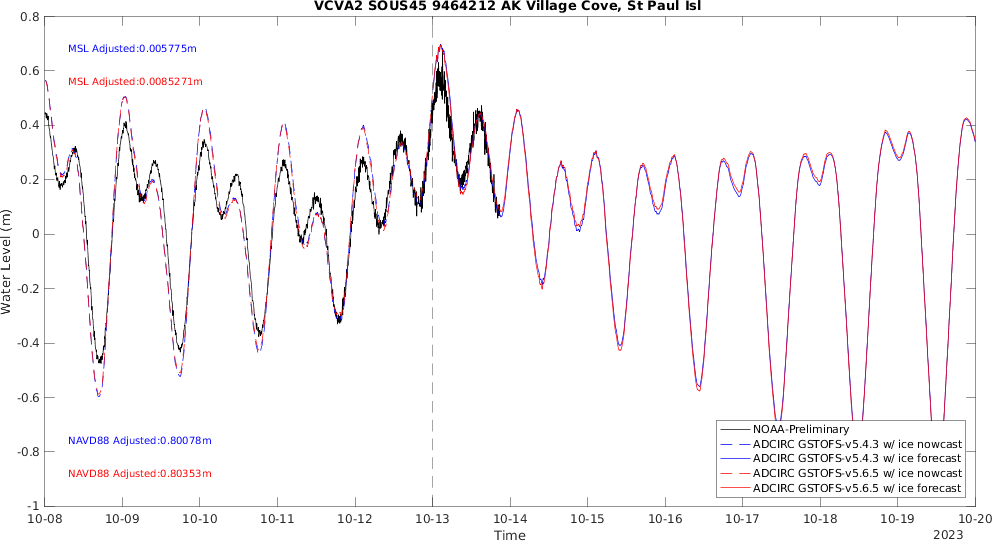 VCVA2 SOUS45 9464212 AK Village Cove, St Paul Isl
MSL Adjusted:0.005775m
MSL Adjusted:0.0085271m
NAVD88 Adjusted:0.80078m
NAVD88 Adjusted:0.80353m
Water Level (m)
0.8
0.6
0.4
0.2
0
-0.2
-0.4
-0.6
-0.8
-1
NOAA-Preliminary
ADCIRC GSTOFS-v5.4.3 w/ ice nowcast
ADCIRC GSTOFS-v5.4.3 w/ ice forecast
ADCIRC GSTOFS-v5.6.5 w/ ice nowcast
ADCIRC GSTOFS-v5.6.5 w/ ice forecast
10-08 10-09 10-10 10-11 10-12 10-13 10-14 10-15 10-16 10-17 10-18 10-19 10-20
Time
2023